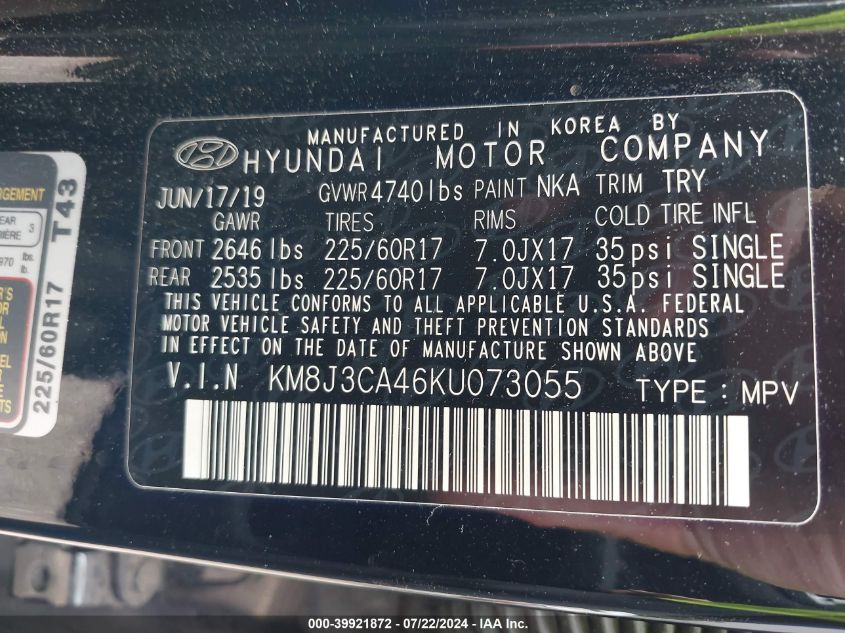 MANUFACTURED IN KOREA BY
HYUNDAI MOTOR COMPANY
JUN/17/19 GVWR 4740 lbs PAINT NKA TRIM TRY
GAWR TIRES RIMS COLD TIRE INFL
FRONT 2646 lbs 225/60R17 7.0JX17 35psi SINGLE
REAR 2535 lbs 225/60R17 7.0JX17 35psi SINGLE
THIS VEHICLE CONFORMS TO ALL APPLICABLE U.S.A. FEDERAL
MOTOR VEHICLE SAFETY AND THEFT PREVENTION STANDARDS
IN EFFECT ON THE DATE OF MANUFACTURE SHOWN ABOVE
V.I.N KM8J3CA46KU073055 TYPE : MPV
225/60R17 T43
3
970
lbs.
lb.
000-39921872 / 07/22/2024 / IAA Inc.